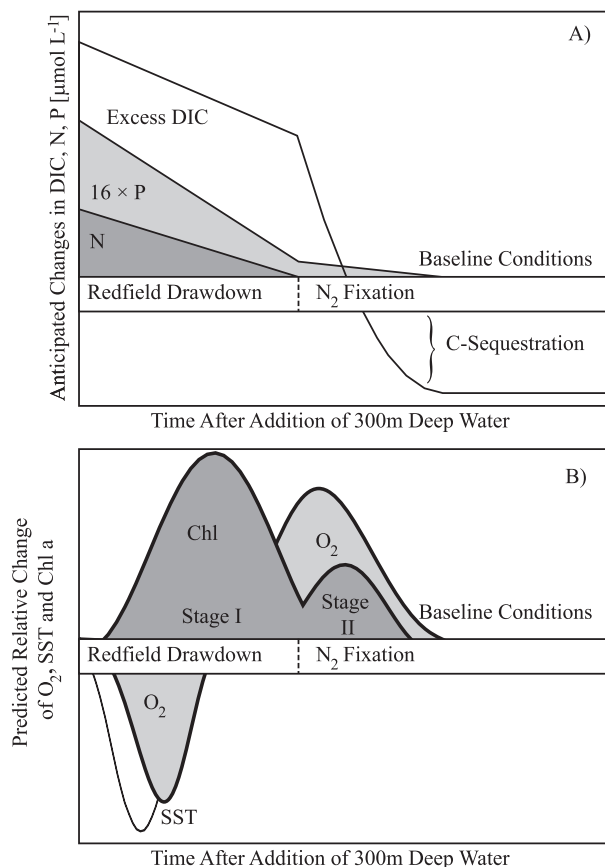 A)
Anticipated Changes in DIC, N, P [μmol L⁻¹]
Excess DIC
16 × P
N
Baseline Conditions
Redfield Drawdown
N₂ Fixation
C-Sequestration
Time After Addition of 300m Deep Water
B)
Predicted Relative Change
of O₂, SST and Chl a
Chl
O₂
Stage I
Stage
II
Baseline Conditions
Redfield Drawdown
N₂ Fixation
O₂
SST
Time After Addition of 300m Deep Water